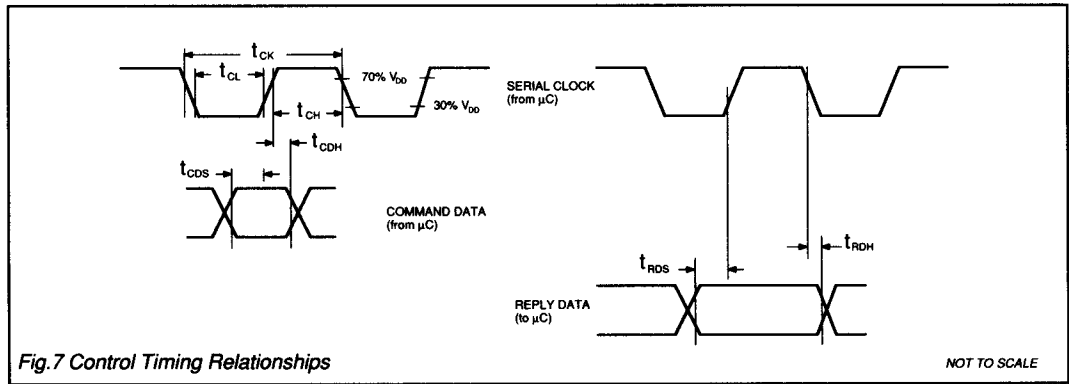 tCK
tCL
70% VDD
30% VDD
tCH
tCDH
tCDS
SERIAL CLOCK
(from µC)
COMMAND DATA
(from µC)
tRDS
tRDH
REPLY DATA
(to µC)
Fig.7 Control Timing Relationships
NOT TO SCALE